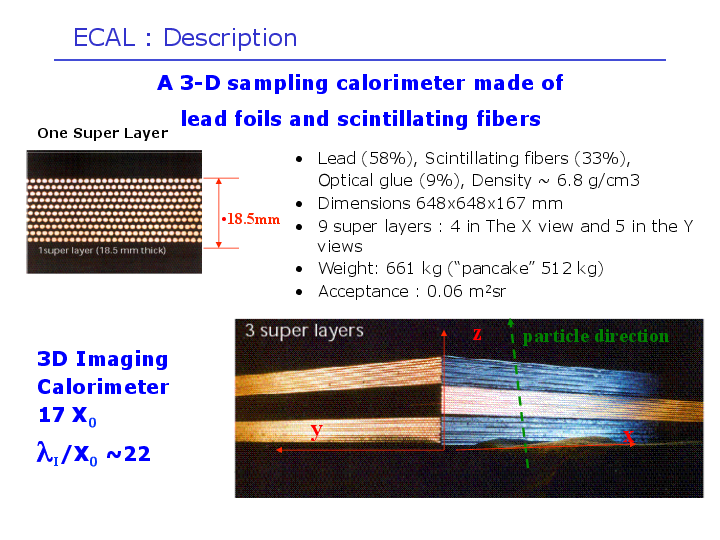 ECAL : Description
A 3-D sampling calorimeter made of
lead foils and scintillating fibers
One Super Layer
• Lead (58%), Scintillating fibers (33%),
Optical glue (9%), Density ~ 6.8 g/cm3
• Dimensions 648x648x167 mm
• 9 super layers : 4 in The X view and 5 in the Y
views
• Weight: 661 kg (“pancake” 512 kg)
• Acceptance : 0.06 m²sr
•18.5mm
1super layer (18.5 mm thick)
3D Imaging
Calorimeter
17 X₀
λI/X₀ ~22
3 super layers
z
particle direction
y
x